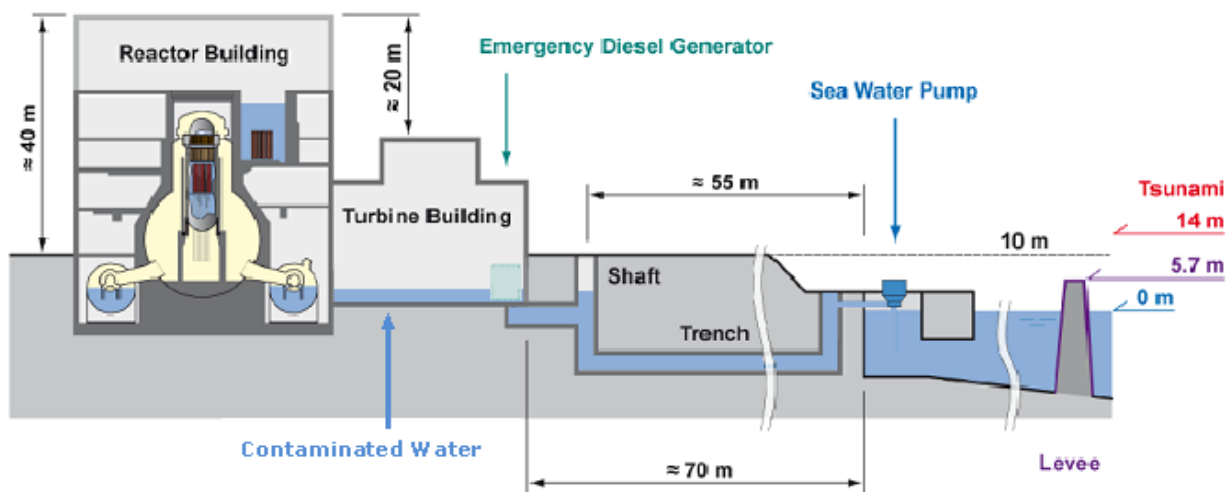 Reactor Building
≈ 40 m
≈ 20 m
Emergency Diesel Generator
Sea Water Pump
≈ 55 m
Tsunami
14 m
10 m
5.7 m
0 m
Turbine Building
Shaft
Trench
Contaminated Water
≈ 70 m
Levee